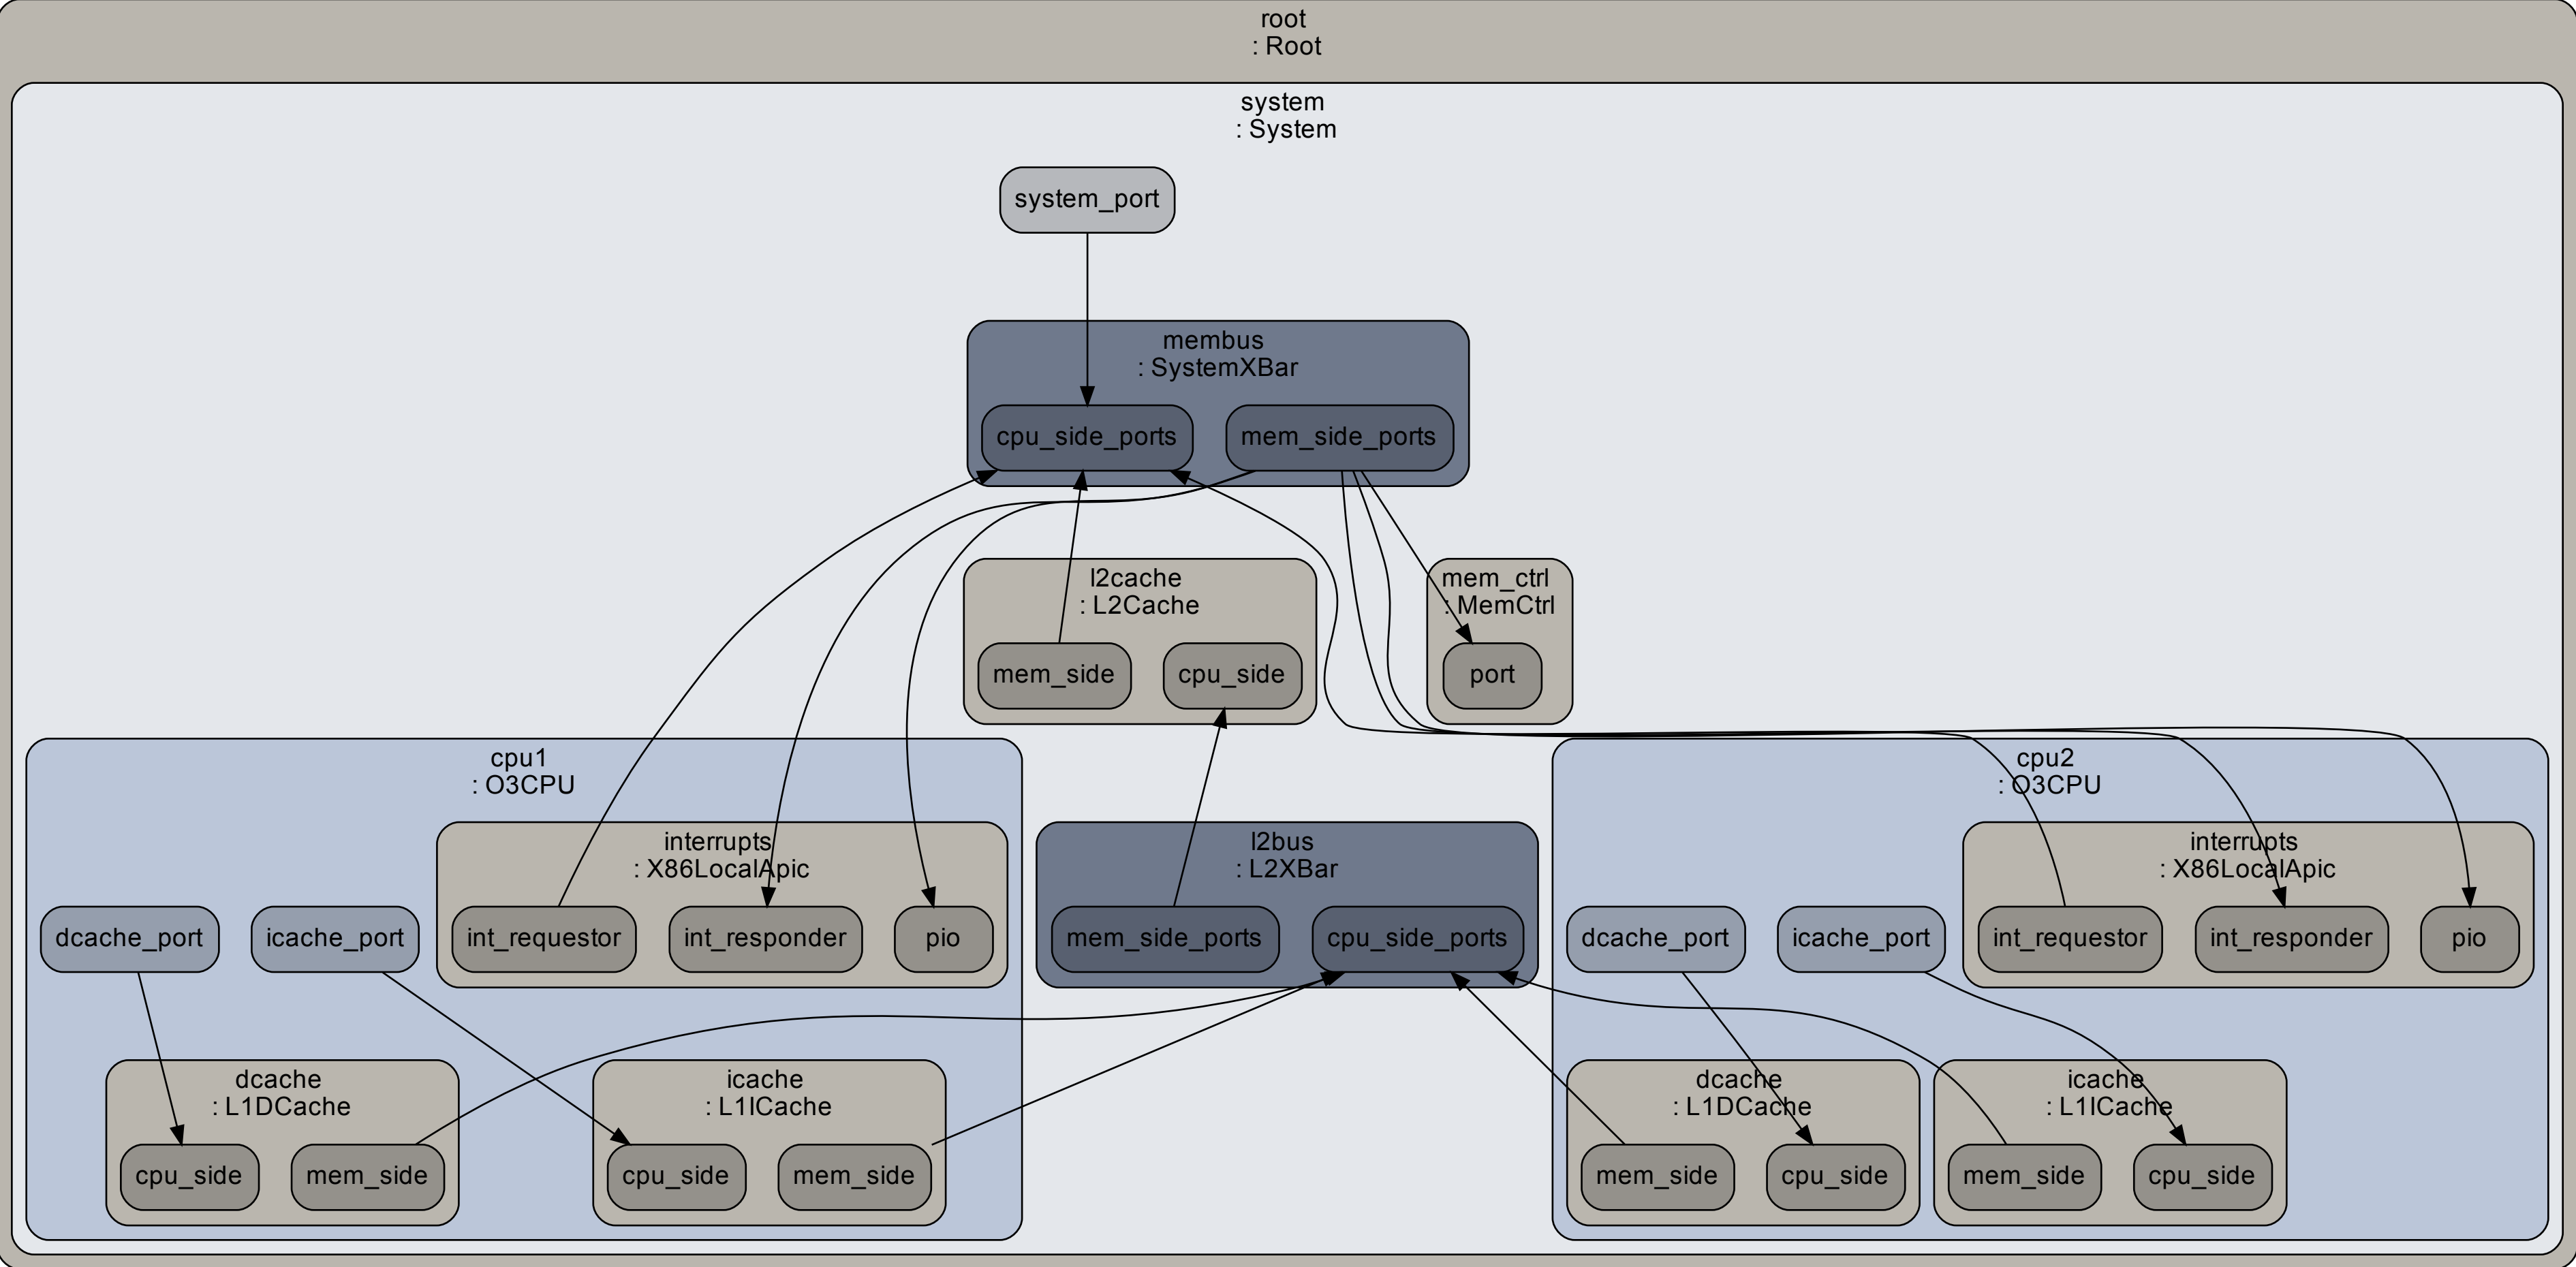 root
: Root
system
: System
system_port
membus
: SystemXBar
cpu_side_ports
mem_side_ports
l2cache
: L2Cache
mem_side
cpu_side
mem_ctrl
: MemCtrl
port
cpu1
: O3CPU
interrupts
: X86LocalApic
dcache_port
icache_port
int_requestor
int_responder
pio
dcache
: L1DCache
cpu_side
mem_side
icache
: L1ICache
cpu_side
mem_side
l2bus
: L2XBar
mem_side_ports
cpu_side_ports
cpu2
: O3CPU
interrupts
: X86LocalApic
dcache_port
icache_port
int_requestor
int_responder
pio
dcache
: L1DCache
mem_side
cpu_side
icache
: L1ICache
mem_side
cpu_side